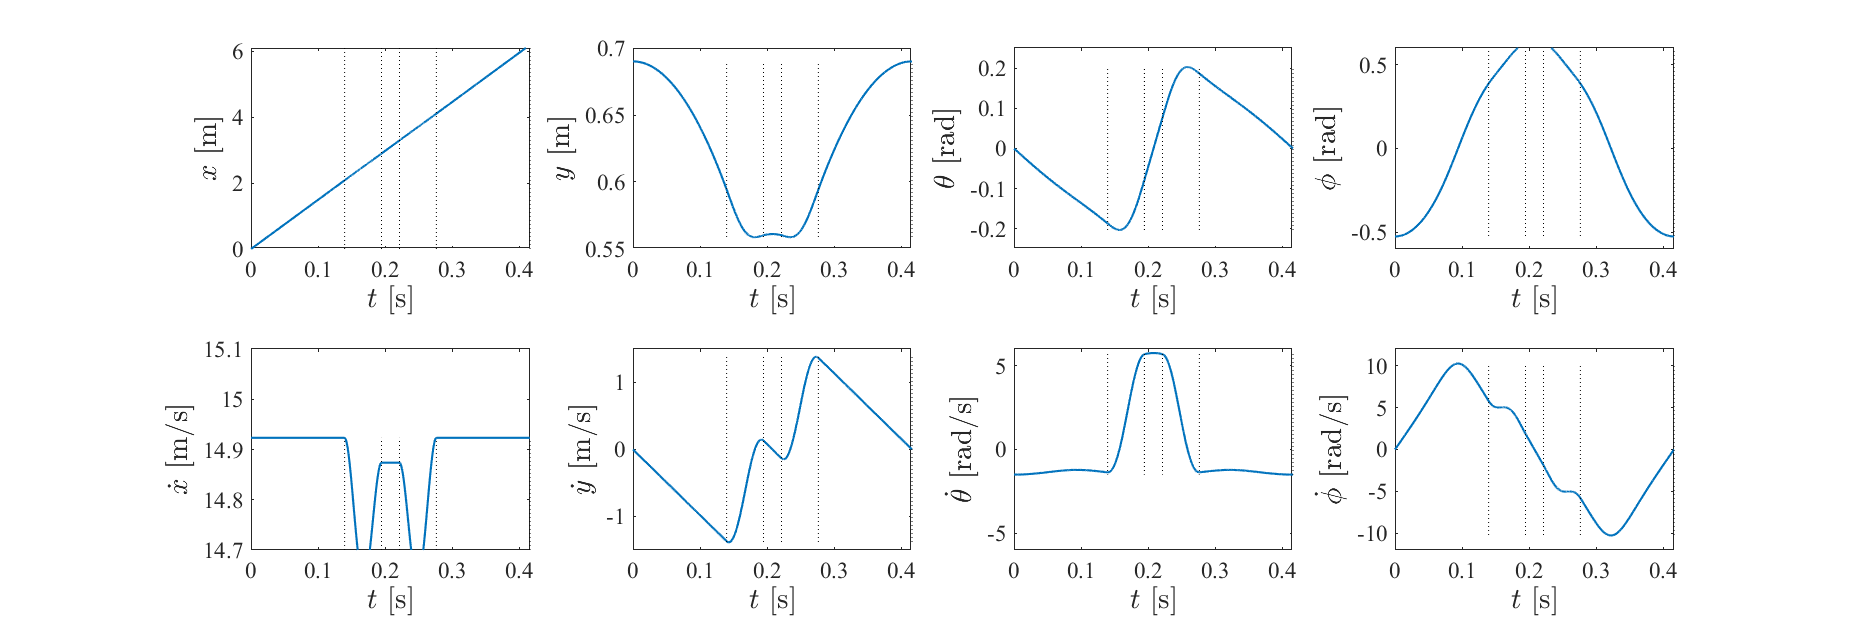 6
4
2
0
x [m]
0 0.1 0.2 0.3 0.4
t [s]
0.7
0.65
0.6
0.55
y [m]
0 0.1 0.2 0.3 0.4
t [s]
0.2
0.1
0
-0.1
-0.2
θ [rad]
0 0.1 0.2 0.3 0.4
t [s]
0.5
0
-0.5
ϕ [rad]
0 0.1 0.2 0.3 0.4
t [s]
15.1
15
14.9
14.8
14.7
ẋ [m/s]
0 0.1 0.2 0.3 0.4
t [s]
1
0
-1
ẏ [m/s]
0 0.1 0.2 0.3 0.4
t [s]
5
0
-5
θ̇ [rad/s]
0 0.1 0.2 0.3 0.4
t [s]
10
5
0
-5
-10
ϕ̇ [rad/s]
0 0.1 0.2 0.3 0.4
t [s]